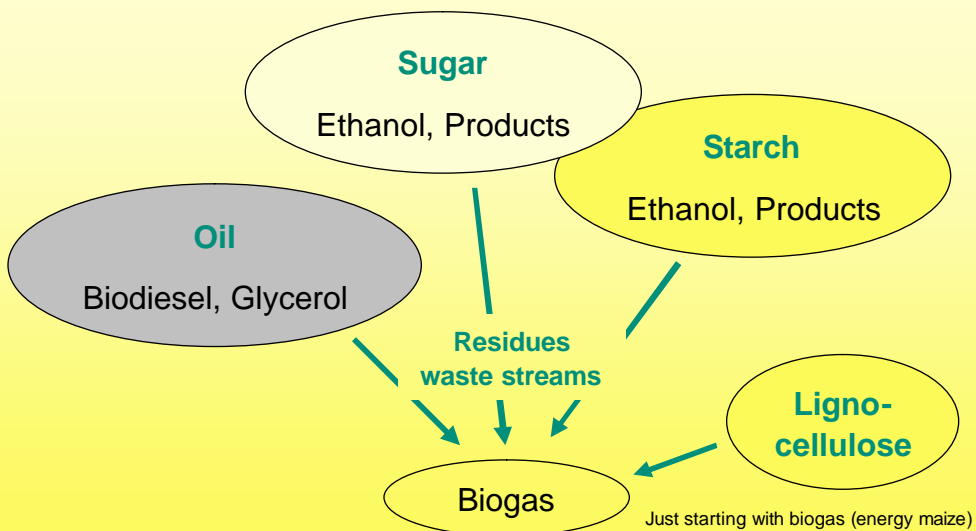 Sugar
Ethanol, Products
Starch
Ethanol, Products
Oil
Biodiesel, Glycerol
Residues
waste streams
Ligno-
cellulose
Biogas
Just starting with biogas (energy maize)